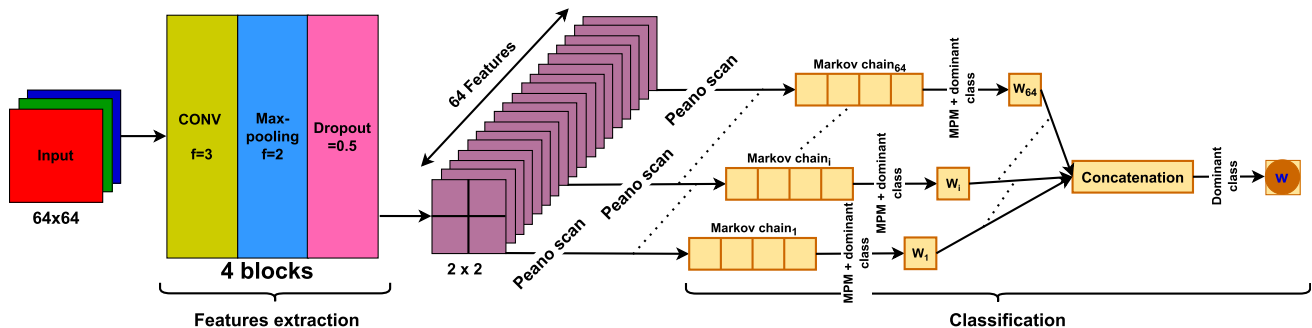 Input
64x64
CONV
f=3
Max-
pooling
f=2
Dropout
=0.5
4 blocks
Features extraction
64 Features
2 x 2
Peano scan
Markov chain64
MPM + dominant
class
W64
Peano scan
Markov chaini
MPM + dominant
class
Wi
Peano scan
Markov chain1
MPM + dominant
class
W1
Concatenation
Dominant
class
W
Classification